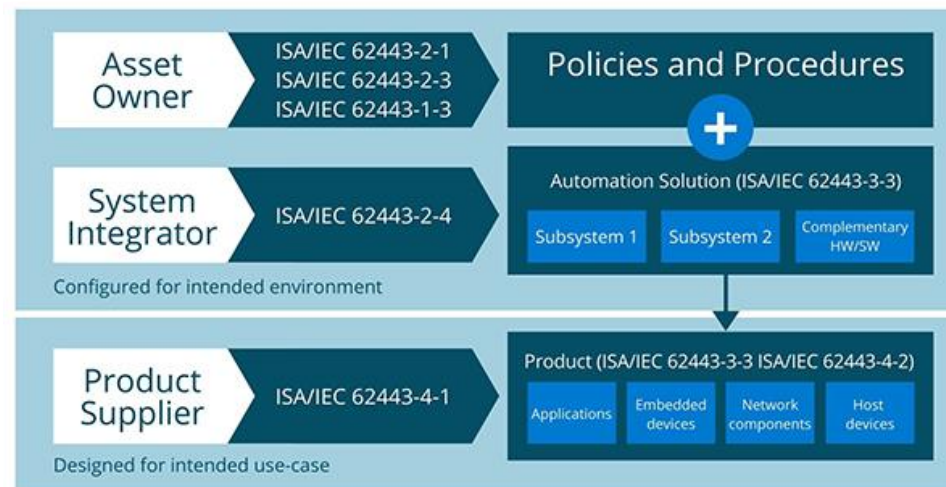 Asset
Owner
ISA/IEC 62443-2-1
ISA/IEC 62443-2-3
ISA/IEC 62443-1-3
Policies and Procedures
+
System
Integrator
ISA/IEC 62443-2-4
Automation Solution (ISA/IEC 62443-3-3)
Subsystem 1
Subsystem 2
Complementary
HW/SW
Configured for intended environment
Product
Supplier
ISA/IEC 62443-4-1
Product (ISA/IEC 62443-3-3 ISA/IEC 62443-4-2)
Applications
Embedded
devices
Network
components
Host
devices
Designed for intended use-case